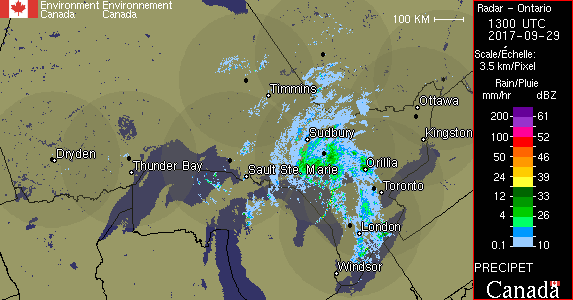 Environment Environnement
Canada Canada
100 KM
Timmins
Ottawa
Sudbury
Kingston
Dryden
Thunder Bay
Sault Ste. Marie
Orillia
Toronto
London
Windsor
Radar - Ontario
1300 UTC
2017-09-29
Scale/Échelle:
3.5 km/Pixel
Rain/Pluie
mm/hr dBZ
200 61
100 52
50 46
24 39
12 33
4 26
0.1 10
PRECIPET
Canada